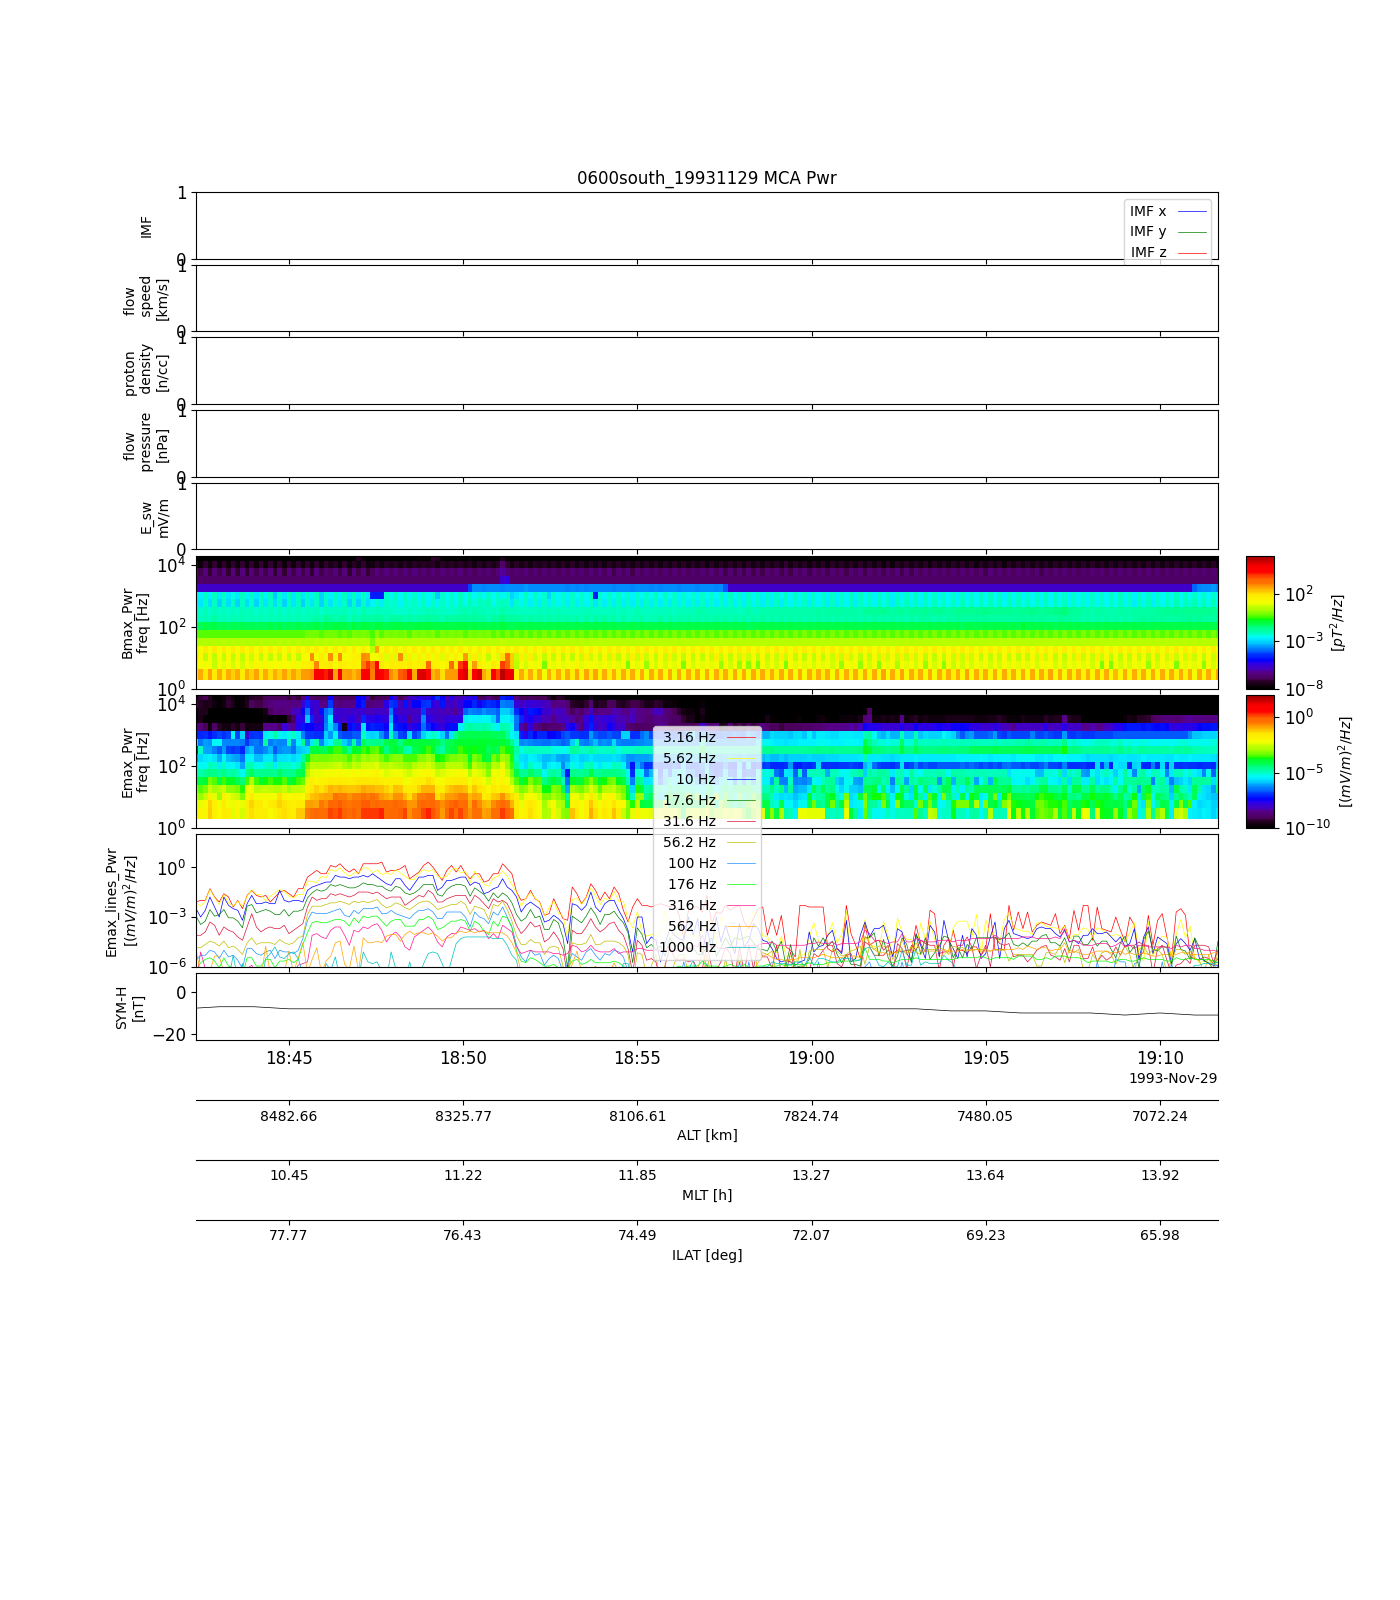 0600south_19931129 MCA Pwr
1
IMF
0
IMF x
IMF y
IMF z
1
flow
speed
[km/s]
0
1
proton
density
[n/cc]
0
1
flow
pressure
[nPa]
0
1
E_sw
mV/m
0
10^4
10^2
10^0
Bmax_Pwr
freq [Hz]
10^2
10^-3
10^-8
[pT^2/Hz]
10^4
10^2
10^0
Emax_Pwr
freq [Hz]
10^0
10^-5
10^-10
[(mV/m)^2/Hz]
3.16 Hz
5.62 Hz
10 Hz
17.6 Hz
31.6 Hz
56.2 Hz
100 Hz
176 Hz
316 Hz
562 Hz
1000 Hz
10^0
10^-3
10^-6
Emax_lines_Pwr
[(mV/m)^2/Hz]
0
−20
SYM-H
[nT]
18:45 18:50 18:55 19:00 19:05 19:10
1993-Nov-29
8482.66 8325.77 8106.61 7824.74 7480.05 7072.24
ALT [km]
10.45 11.22 11.85 13.27 13.64 13.92
MLT [h]
77.77 76.43 74.49 72.07 69.23 65.98
ILAT [deg]